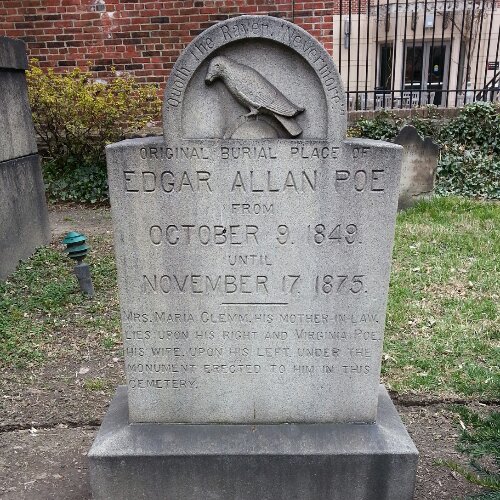 Quoth the Raven, Nevermore.
ORIGINAL BURIAL PLACE OF
EDGAR ALLAN POE
FROM
OCTOBER 9. 1849.
UNTIL
NOVEMBER 17. 1875.
MRS. MARIA CLEMM, HIS MOTHER-IN-LAW,
LIES UPON HIS RIGHT AND VIRGINIA POE,
HIS WIFE, UPON HIS LEFT, UNDER THE
MONUMENT ERECTED TO HIM IN THIS
CEMETERY.